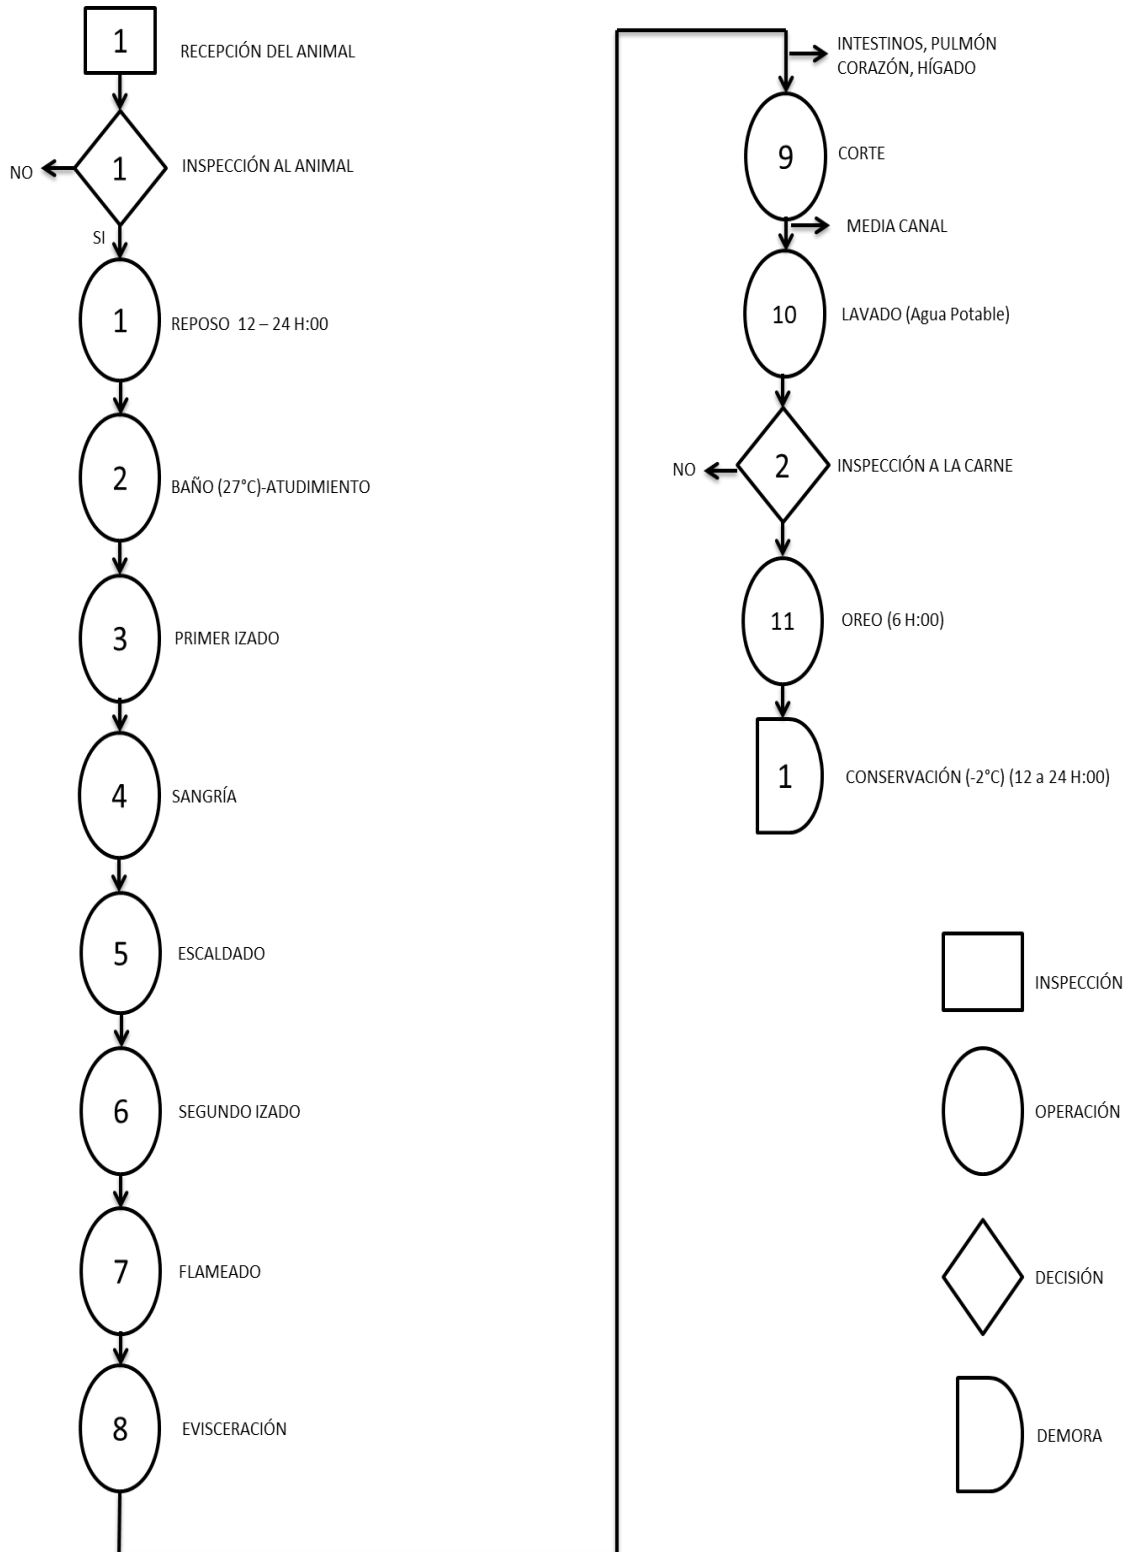 1
RECEPCIÓN DEL ANIMAL
1
INSPECCIÓN AL ANIMAL
NO
SI
1
REPOSO 12 – 24 H:00
2
BAÑO (27°C)-ATUDIMIENTO
3
PRIMER IZADO
4
SANGRÍA
5
ESCALDADO
6
SEGUNDO IZADO
7
FLAMEADO
8
EVISCERACIÓN
INTESTINOS, PULMÓN
CORAZÓN, HÍGADO
9
CORTE
MEDIA CANAL
10
LAVADO (Agua Potable)
2
INSPECCIÓN A LA CARNE
NO
11
OREO (6 H:00)
1
CONSERVACIÓN (-2°C) (12 a 24 H:00)
INSPECCIÓN
OPERACIÓN
DECISIÓN
DEMORA